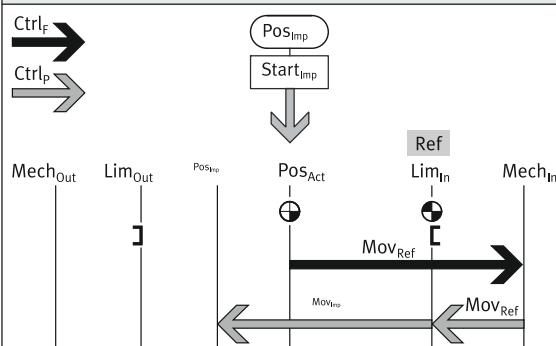 Ctrl_F
Pos_Imp
Ctrl_P
Start_Imp
Ref
Mech_Out Lim_Out Pos_Imp Pos_Act Lim_In Mech_In
Mov_Ref
Mov_Imp Mov_Ref